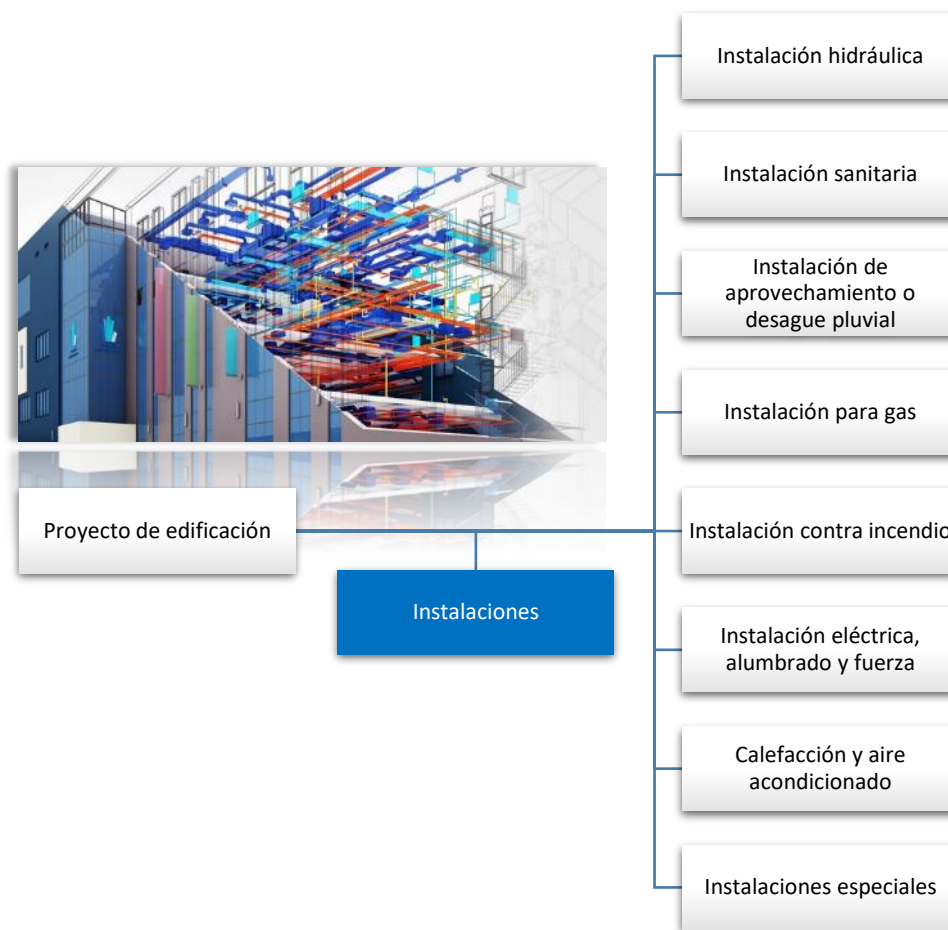 Instalación hidráulica
Instalación sanitaria
Instalación de
aprovechamiento o
desague pluvial
Instalación para gas
Proyecto de edificación
Instalación contra incendio
Instalaciones
Instalación eléctrica,
alumbrado y fuerza
Calefacción y aire
acondicionado
Instalaciones especiales